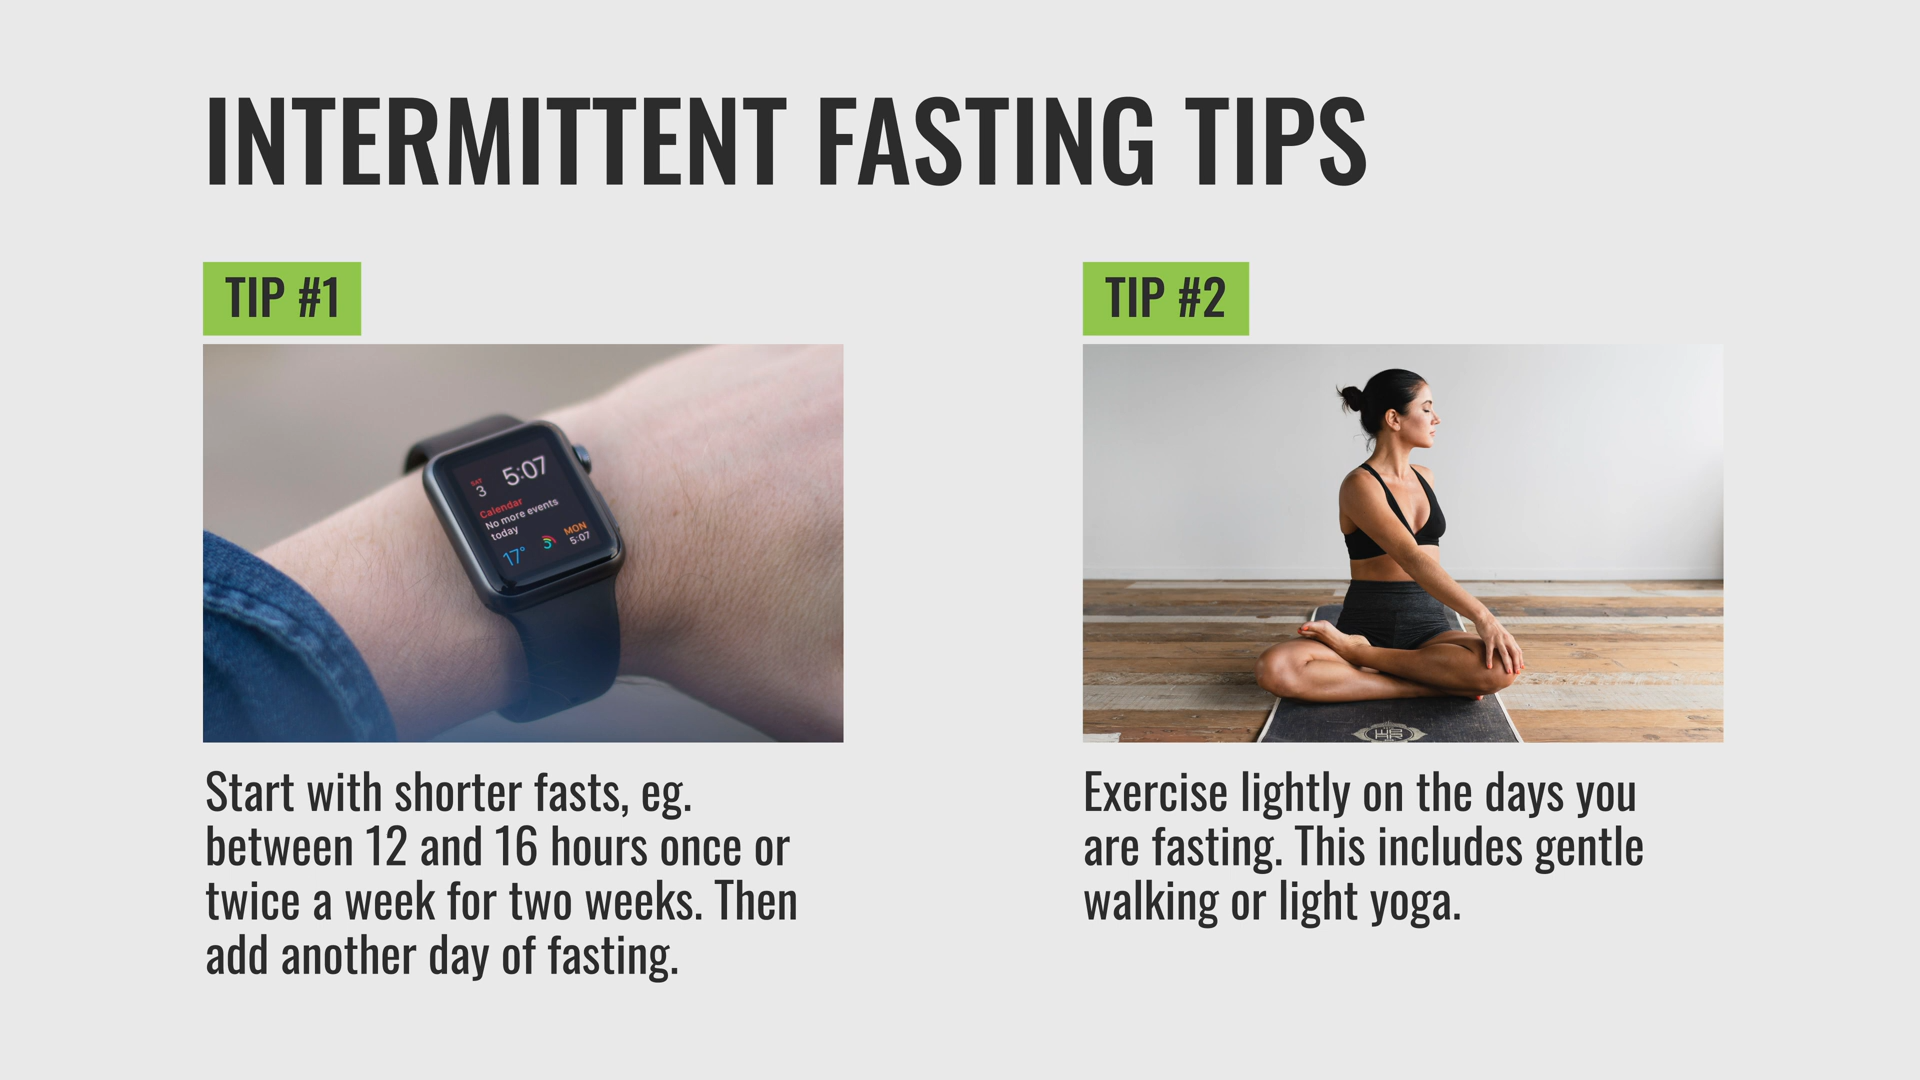 INTERMITTENT FASTING TIPS
TIP #1
SAT
3
5:07
Calendar
No more events
today
17°
3
MON
5:07
Start with shorter fasts, eg.
between 12 and 16 hours once or
twice a week for two weeks. Then
add another day of fasting.
TIP #2
Exercise lightly on the days you
are fasting. This includes gentle
walking or light yoga.